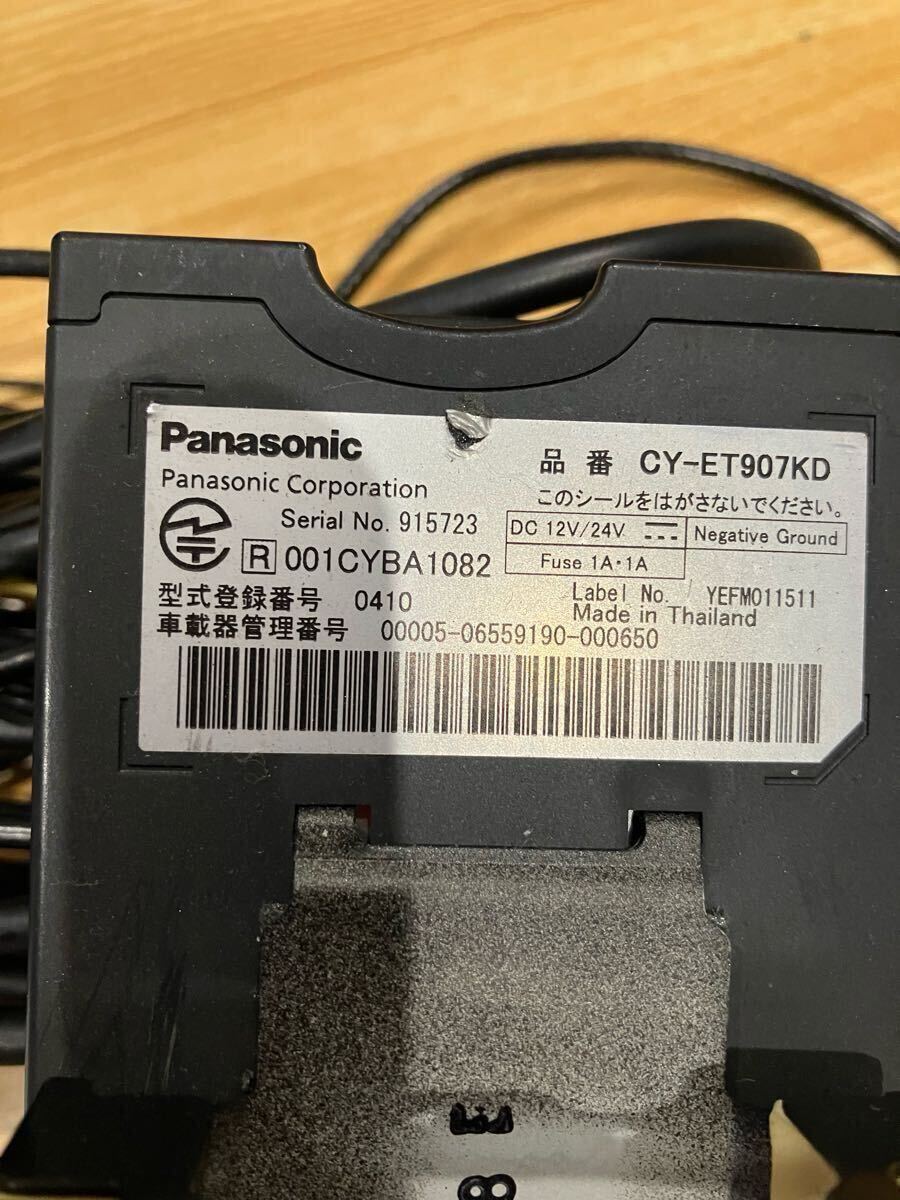 Panasonic
品番 CY-ET907KD
Panasonic Corporation
このシールをはがさないでください。
Serial No. 915723
DC 12V/24V
Negative Ground
R 001CYBA1082
Fuse 1A・1A
型式登録番号 0410
Label No. YEFM011511
Made in Thailand
車載器管理番号 00005-06559190-000650
8